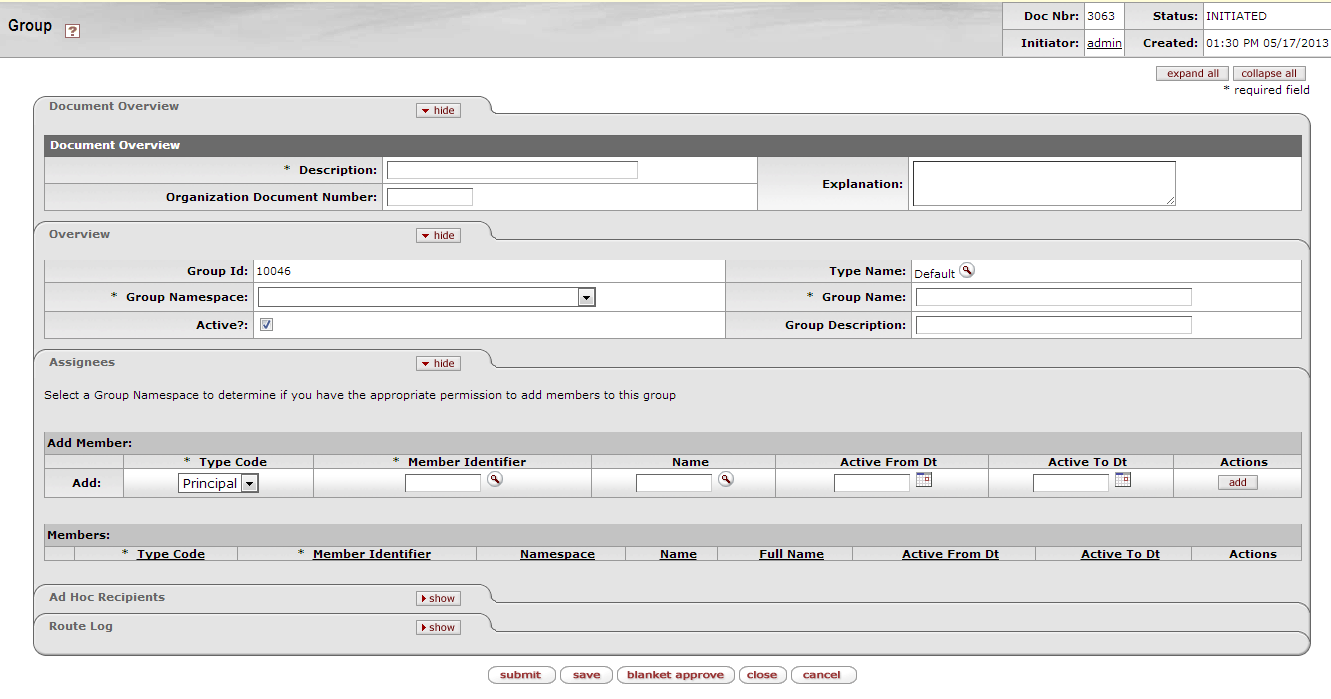 Group ?
Doc Nbr: 3063 Status: INITIATED
Initiator: admin Created: 01:30 PM 05/17/2013
expand all collapse all
* required field
Document Overview hide
Document Overview
* Description: Explanation:
Organization Document Number:
Overview hide
Group Id: 10046 Type Name: Default
* Group Namespace: * Group Name:
Active?: Group Description:
Assignees hide
Select a Group Namespace to determine if you have the appropriate permission to add members to this group
Add Member:
* Type Code * Member Identifier Name Active From Dt Active To Dt Actions
Add: Principal add
Members:
* Type Code * Member Identifier Namespace Name Full Name Active From Dt Active To Dt Actions
Ad Hoc Recipients show
Route Log show
submit save blanket approve close cancel